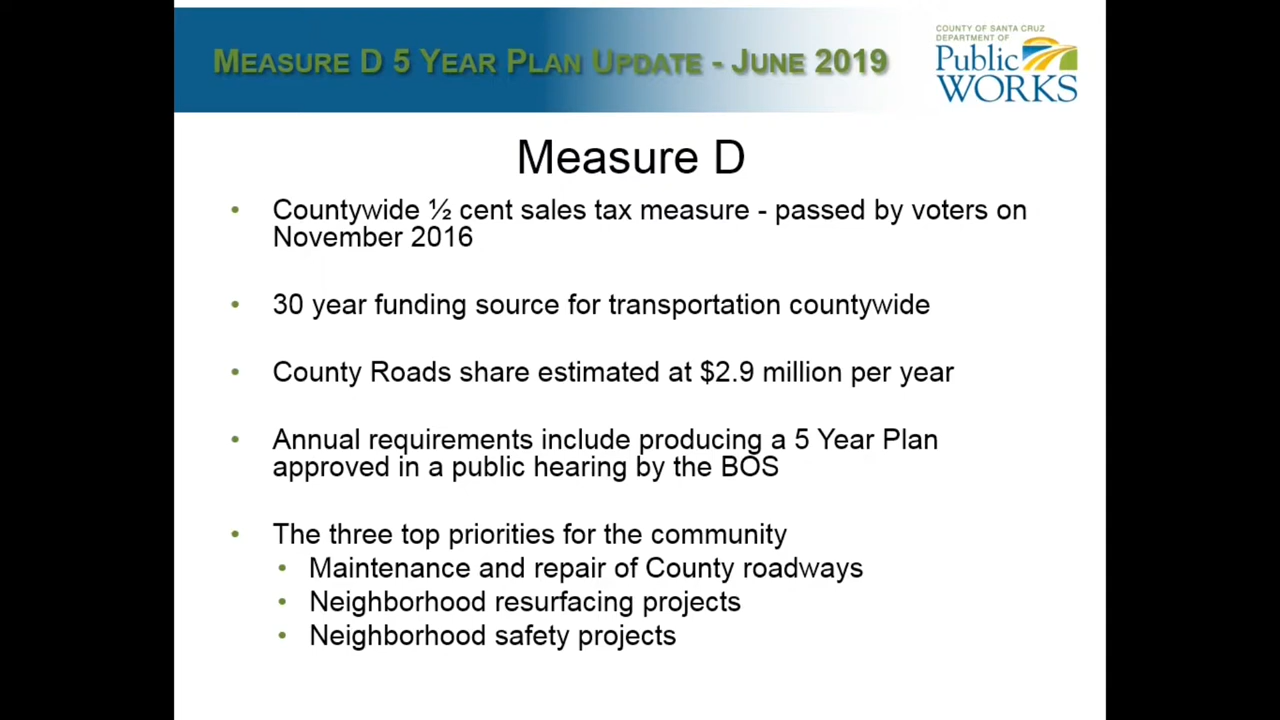 MEASURE D 5 YEAR PLAN UPDATE - JUNE 2019
COUNTY OF SANTA CRUZ
DEPARTMENT OF
Public
WORKS
Measure D
• Countywide ½ cent sales tax measure - passed by voters on
November 2016
• 30 year funding source for transportation countywide
• County Roads share estimated at $2.9 million per year
• Annual requirements include producing a 5 Year Plan
approved in a public hearing by the BOS
• The three top priorities for the community
• Maintenance and repair of County roadways
• Neighborhood resurfacing projects
• Neighborhood safety projects